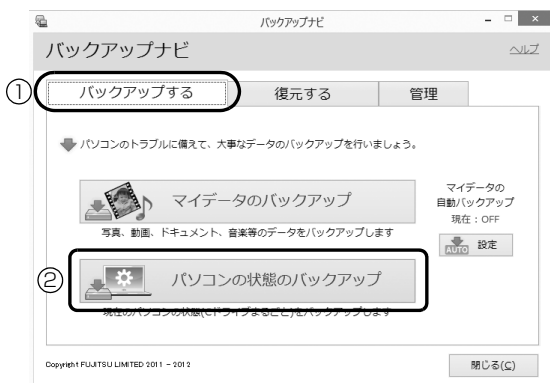 バックアップナビ
バックアップナビ
ヘルプ
①
バックアップする
復元する
管理
パソコンのトラブルに備えて、大事なデータのバックアップを行いましょう。
マイデータのバックアップ
写真、動画、ドキュメント、音楽等のデータをバックアップします
マイデータの
自動バックアップ
現在：OFF
AUTO 設定
②
パソコンの状態のバックアップ
現在のパソコンの状態(Cドライブまるごと)をバックアップします
Copyright FUJITSU LIMITED 2011 - 2012
閉じる(C)